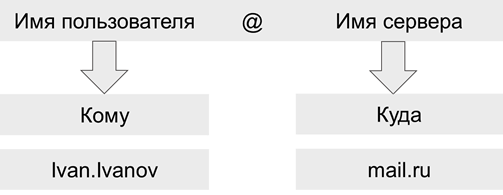 Имя пользователя @ Имя сервера
Кому Куда
Ivan.Ivanov mail.ru